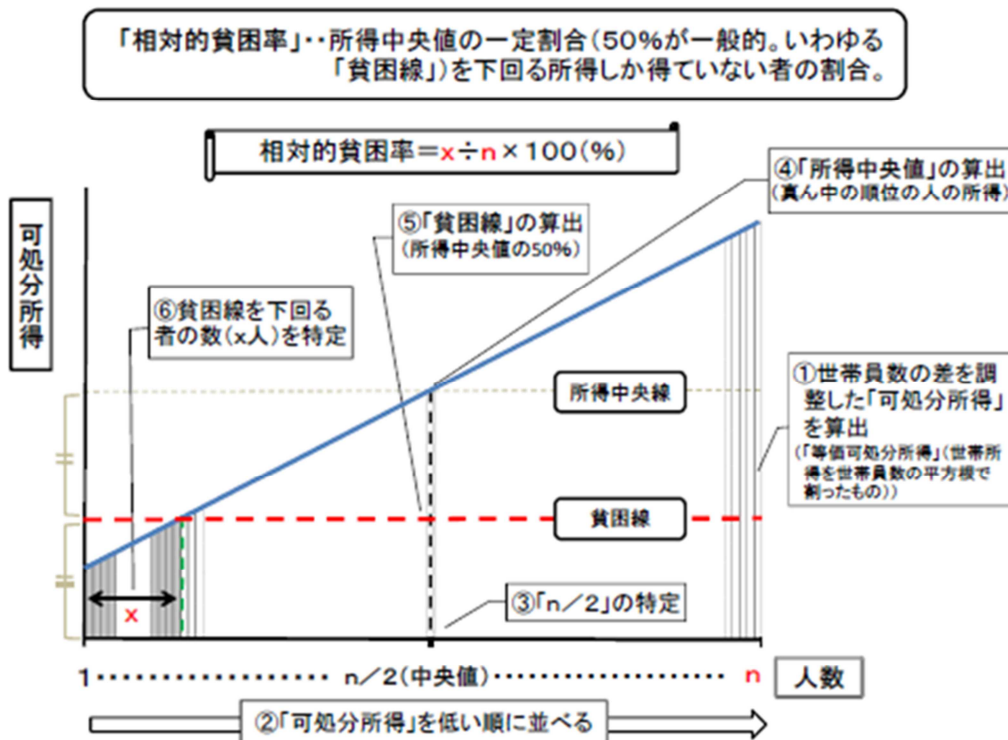 「相対的貧困率」‥所得中央値の一定割合(50%が一般的。いわゆる
「貧困線」)を下回る所得しか得ていない者の割合。
相対的貧困率=x÷n×100(%)
④「所得中央値」の算出
(真ん中の順位の人の所得)
可処分所得
⑤「貧困線」の算出
(所得中央値の50%)
⑥貧困線を下回る
者の数(x人)を特定
所得中央線
①世帯員数の差を調
整した「可処分所得」
を算出
(「等価可処分所得」(世帯所
得を世帯員数の平方根で
割ったもの))
貧困線
x
③「n/2」の特定
1‥‥‥‥‥‥‥‥‥n/2(中央値)‥‥‥‥‥‥‥‥‥n
人数
②「可処分所得」を低い順に並べる